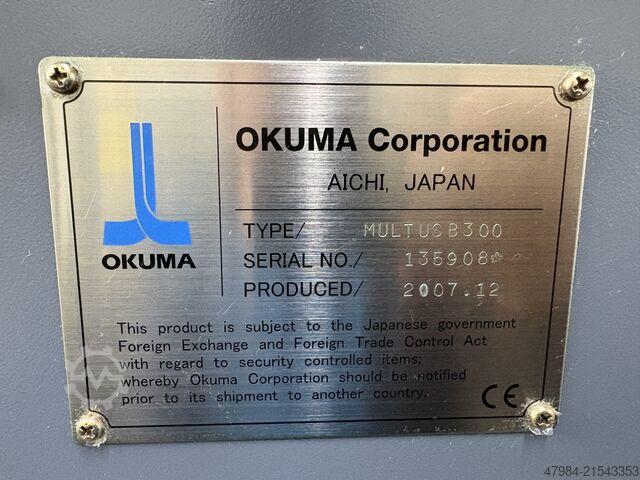 OKUMA Corporation
AICHI, JAPAN
OKUMA
TYPE/ MULTUSB300
SERIAL NO./ 135908*
PRODUCED/ 2007.12
This product is subject to the Japanese government
Foreign Exchange and Foreign Trade Control Act
with regard to security controlled items;
whereby Okuma Corporation should be notified
prior to its shipment to another country.
CE
47984-21543353